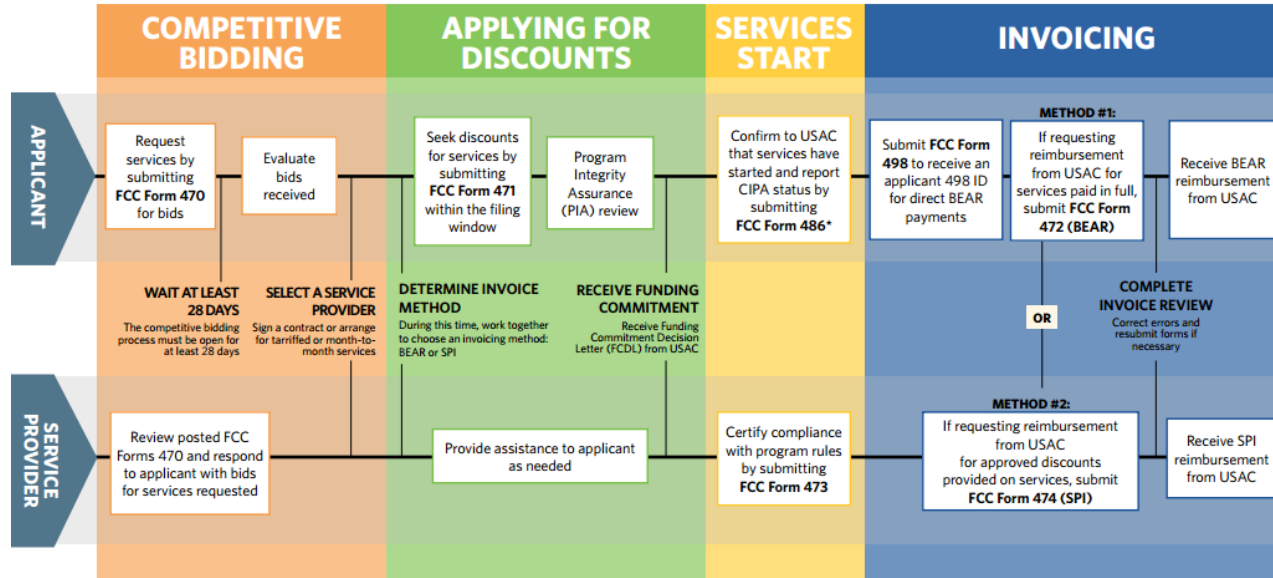 COMPETITIVE
BIDDING
APPLYING FOR
DISCOUNTS
SERVICES
START
INVOICING
APPLICANT
Request
services by
submitting
FCC Form 470
for bids
Evaluate
bids
received
Seek discounts
for services by
submitting
FCC Form 471
within the filing
window
Program
Integrity
Assurance
(PIA) review
Confirm to USAC
that services have
started and report
CIPA status by
submitting
FCC Form 486*
Submit FCC Form
498 to receive an
applicant 498 ID
for direct BEAR
payments
METHOD #1:
If requesting
reimbursement
from USAC for
services paid in full,
submit FCC Form
472 (BEAR)
Receive BEAR
reimbursement
from USAC
WAIT AT LEAST
28 DAYS
The competitive bidding
process must be open for
at least 28 days
SELECT A SERVICE
PROVIDER
Sign a contract or arrange
for tariffed or month-to-
month services
DETERMINE INVOICE
METHOD
During this time, work together
to choose an invoicing method:
BEAR or SPI
RECEIVE FUNDING
COMMITMENT
Receive Funding
Commitment Decision
Letter (FCDL) from USAC
OR
COMPLETE
INVOICE REVIEW
Correct errors and
resubmit forms if
necessary
SERVICE
PROVIDER
Review posted FCC
Forms 470 and respond
to applicant with bids
for services requested
Provide assistance to applicant
as needed
Certify compliance
with program rules
by submitting
FCC Form 473
METHOD #2:
If requesting reimbursement
from USAC
for approved discounts
provided on services, submit
FCC Form 474 (SPI)
Receive SPI
reimbursement
from USAC